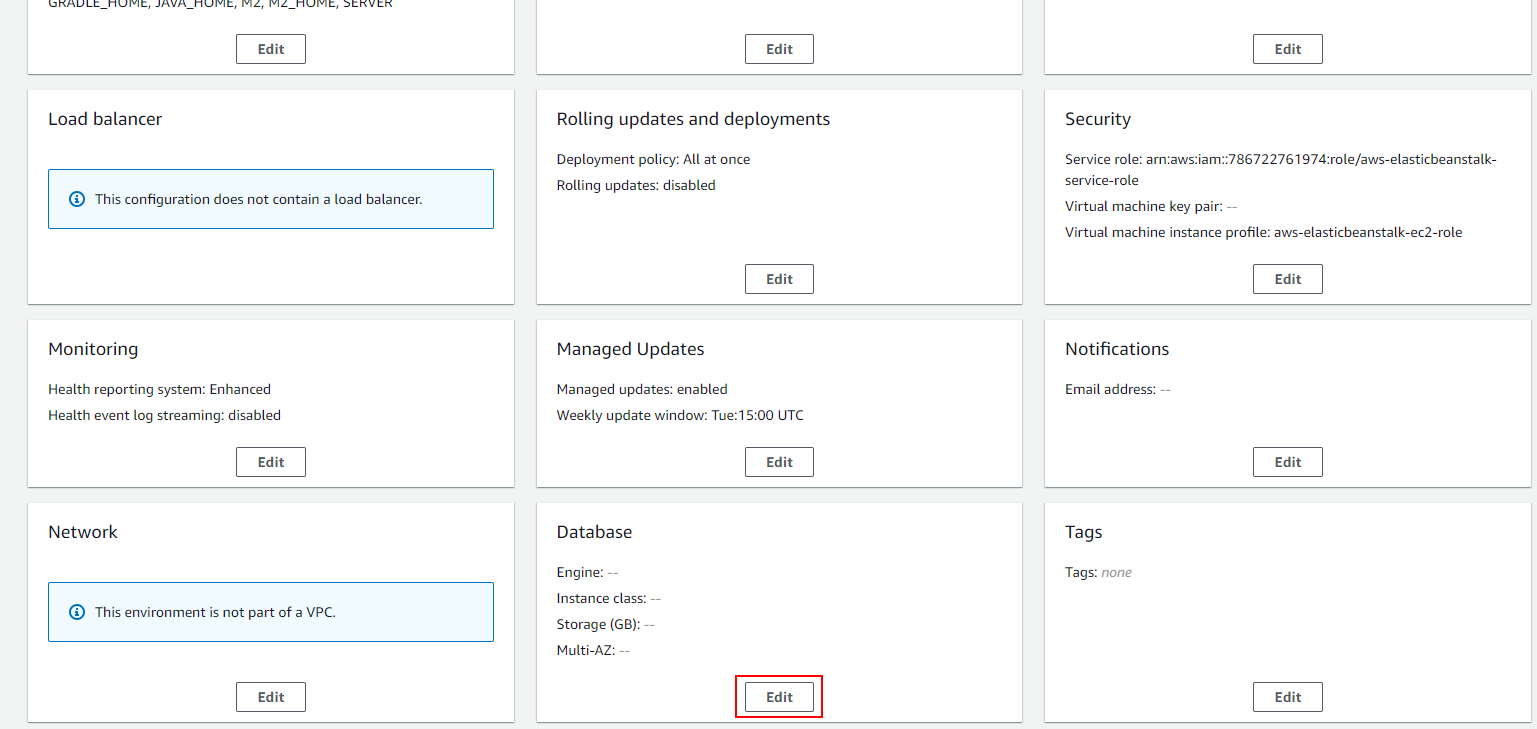 GRADLE_HOME, JAVA_HOME, M2, M2_HOME, SERVER
Edit
Edit
Edit
Load balancer
This configuration does not contain a load balancer.
Rolling updates and deployments
Deployment policy: All at once
Rolling updates: disabled
Edit
Security
Service role: arn:aws:iam::786722761974:role/aws-elasticbeanstalk-
service-role
Virtual machine key pair: --
Virtual machine instance profile: aws-elasticbeanstalk-ec2-role
Edit
Monitoring
Health reporting system: Enhanced
Health event log streaming: disabled
Edit
Managed Updates
Managed updates: enabled
Weekly update window: Tue:15:00 UTC
Edit
Notifications
Email address: --
Edit
Network
This environment is not part of a VPC.
Edit
Database
Engine: --
Instance class: --
Storage (GB): --
Multi-AZ: --
Edit
Tags
Tags: none
Edit